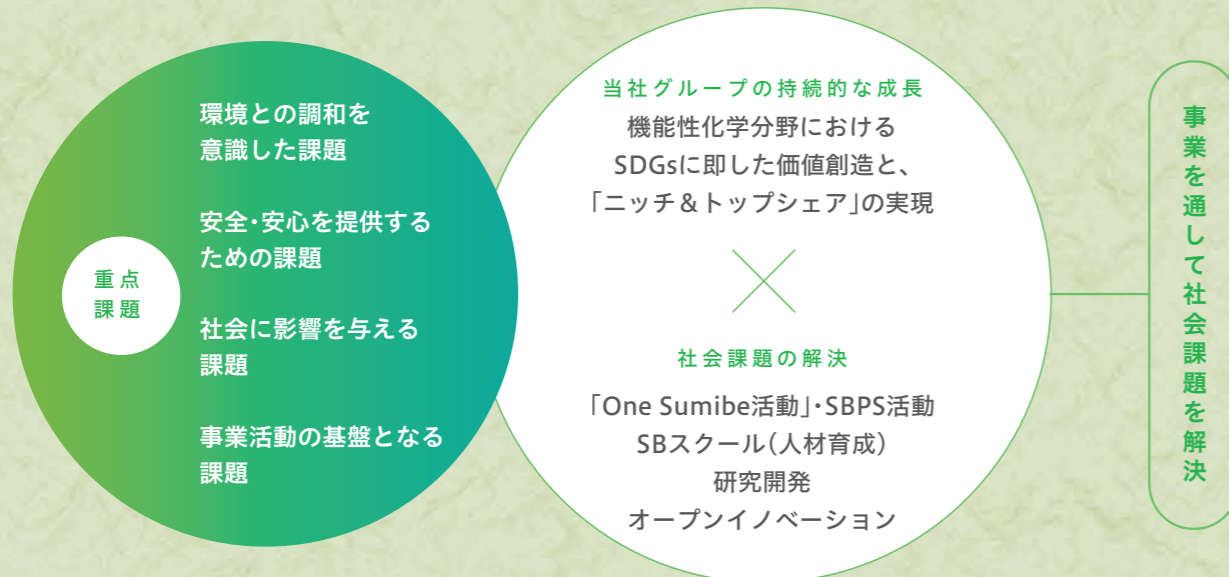 重点
課題
環境との調和を
意識した課題
安全・安心を提供する
ための課題
社会に影響を与える
課題
事業活動の基盤となる
課題
当社グループの持続的な成長
機能性化学分野における
SDGsに即した価値創造と、
「ニッチ＆トップシェア」の実現
社会課題の解決
「One Sumibe活動」・SBPS活動
SBスクール（人材育成）
研究開発
オープンイノベーション
事業を通して社会課題を解決